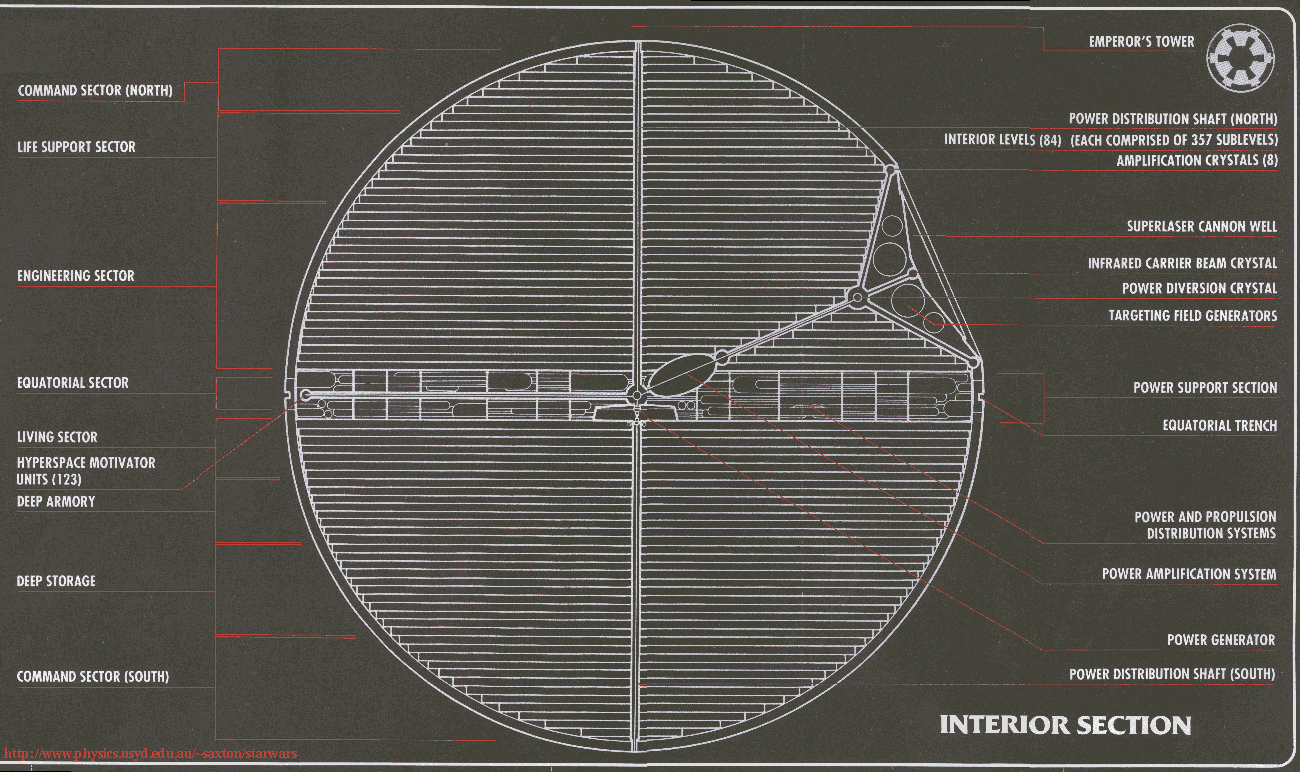 COMMAND SECTOR (NORTH)
LIFE SUPPORT SECTOR
ENGINEERING SECTOR
EQUATORIAL SECTOR
LIVING SECTOR
HYPERSPACE MOTIVATOR
UNITS (123)
DEEP ARMORY
DEEP STORAGE
COMMAND SECTOR (SOUTH)
http://www.physics.usyd.edu.au/~saxton/starwars
EMPEROR'S TOWER
POWER DISTRIBUTION SHAFT (NORTH)
INTERIOR LEVELS (84) (EACH COMPRISED OF 357 SUBLEVELS)
AMPLIFICATION CRYSTALS (8)
SUPERLASER CANNON WELL
INFRARED CARRIER BEAM CRYSTAL
POWER DIVERSION CRYSTAL
TARGETING FIELD GENERATORS
POWER SUPPORT SECTION
EQUATORIAL TRENCH
POWER AND PROPULSION
DISTRIBUTION SYSTEMS
POWER AMPLIFICATION SYSTEM
POWER GENERATOR
POWER DISTRIBUTION SHAFT (SOUTH)
INTERIOR SECTION